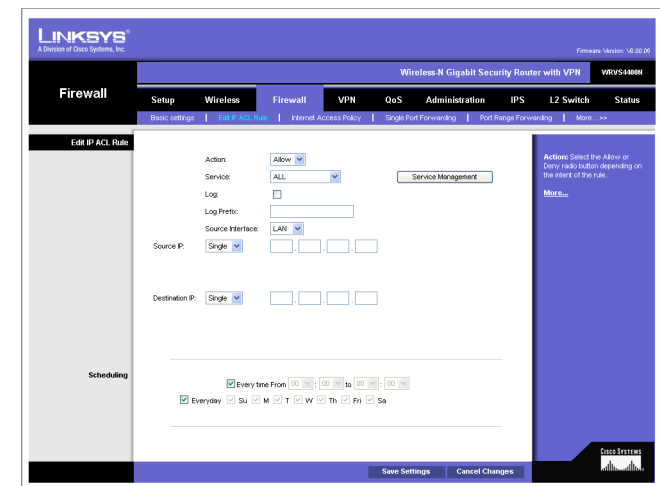 LINKSYS®
A Division of Cisco Systems, Inc.
Firmware Version: V0.00.06
Wireless-N Gigabit Security Router with VPN WRVS4400N
Firewall
Setup Wireless Firewall VPN QoS Administration IPS L2 Switch Status
Basic settings | Edit IP ACL Rule | Internet Access Policy | Single Port Forwarding | Port Range Forwarding | More... >>
Edit IP ACL Rule
Action: Allow
Service: ALL Service Management
Log:
Log Prefix:
Source Interface: LAN
Source IP: Single . . .
Destination IP: Single . . .
Action: Select the Allow or
Deny radio button depending on
the intent of the rule.
More...
Scheduling
Every time From 00 : 00 to 00 : 00
Everyday Su M T W Th Fri Sa
Save Settings Cancel Changes
CISCO SYSTEMS